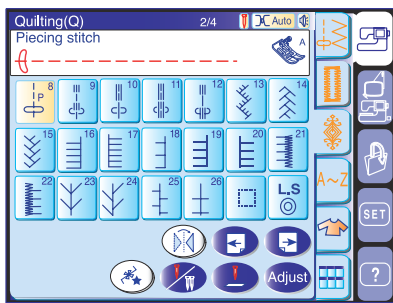 Quilting(Q) 2/4 Auto
Piecing stitch
A
8 9 10 11 12 13 14
P
15 16 17 18 19 20 21
A~Z
22 23 24 25 26 L.S
SET
Adjust ?